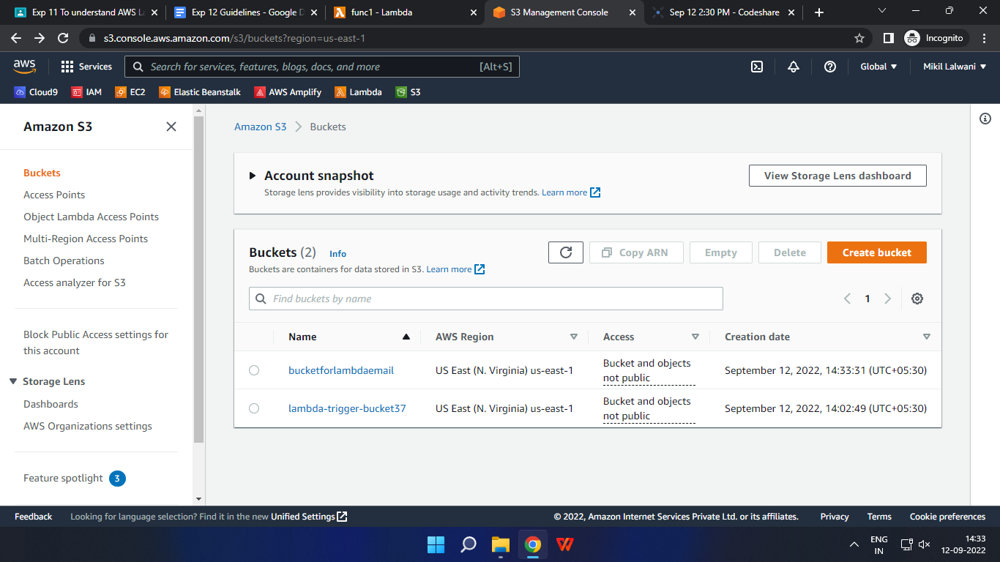 Exp 11 To understand AWS La
Exp 12 Guidelines - Google D
func1 - Lambda
S3 Management Console
Sep 12 2:30 PM - Codeshare
s3.console.aws.amazon.com/s3/buckets?region=us-east-1
Incognito
aws
Services
Search for services, features, blogs, docs, and more
[Alt+S]
Global
Mikil Lalwani
Cloud9
IAM
EC2
Elastic Beanstalk
AWS Amplify
Lambda
S3
Amazon S3
Buckets
Access Points
Object Lambda Access Points
Multi-Region Access Points
Batch Operations
Access analyzer for S3
Block Public Access settings for
this account
Storage Lens
Dashboards
AWS Organizations settings
Feature spotlight 3
Amazon S3 > Buckets
Account snapshot
Storage lens provides visibility into storage usage and activity trends. Learn more
View Storage Lens dashboard
Buckets (2) Info
Buckets are containers for data stored in S3. Learn more
Copy ARN
Empty
Delete
Create bucket
Find buckets by name
1
Name
AWS Region
Access
Creation date
bucketforlambdaemail
US East (N. Virginia) us-east-1
Bucket and objects
not public
September 12, 2022, 14:33:31 (UTC+05:30)
lambda-trigger-bucket37
US East (N. Virginia) us-east-1
Bucket and objects
not public
September 12, 2022, 14:02:49 (UTC+05:30)
Feedback
Looking for language selection? Find it in the new Unified Settings
© 2022, Amazon Internet Services Private Ltd. or its affiliates.
Privacy
Terms
Cookie preferences
ENG
IN
14:33
12-09-2022